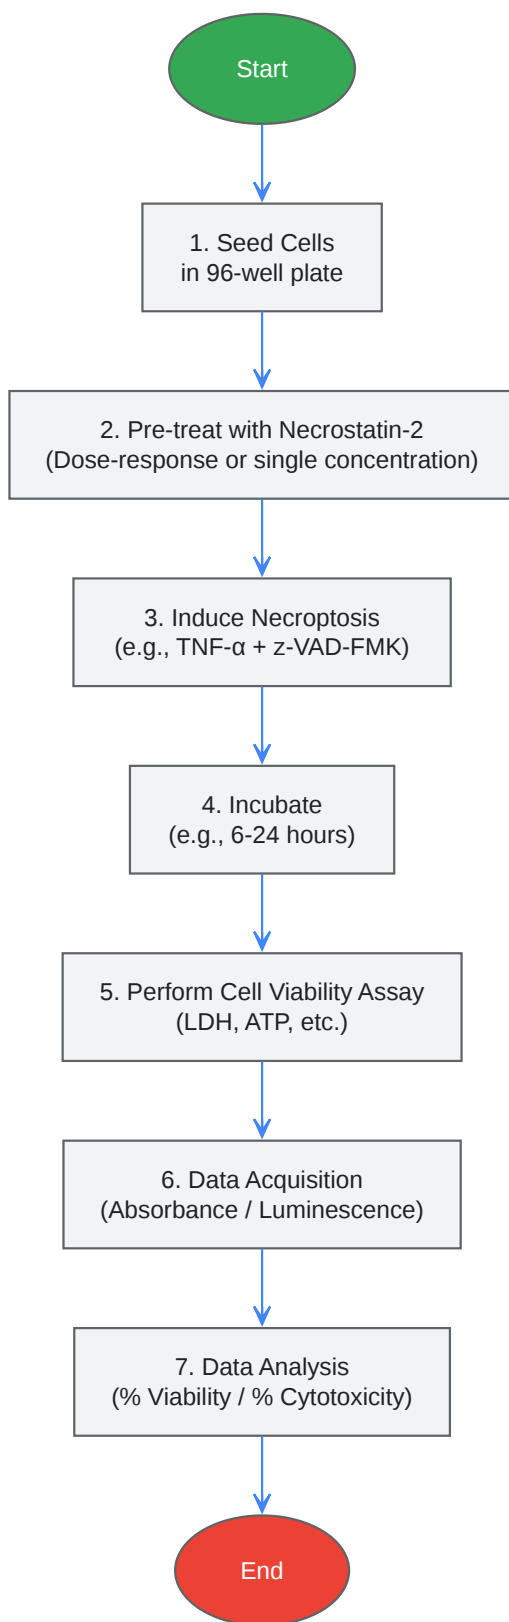 Start
1. Seed Cells
in 96-well plate
2. Pre-treat with Necrostatin-2
(Dose-response or single concentration)
3. Induce Necroptosis
(e.g., TNF-α + z-VAD-FMK)
4. Incubate
(e.g., 6-24 hours)
5. Perform Cell Viability Assay
(LDH, ATP, etc.)
6. Data Acquisition
(Absorbance / Luminescence)
7. Data Analysis
(% Viability / % Cytotoxicity)
End